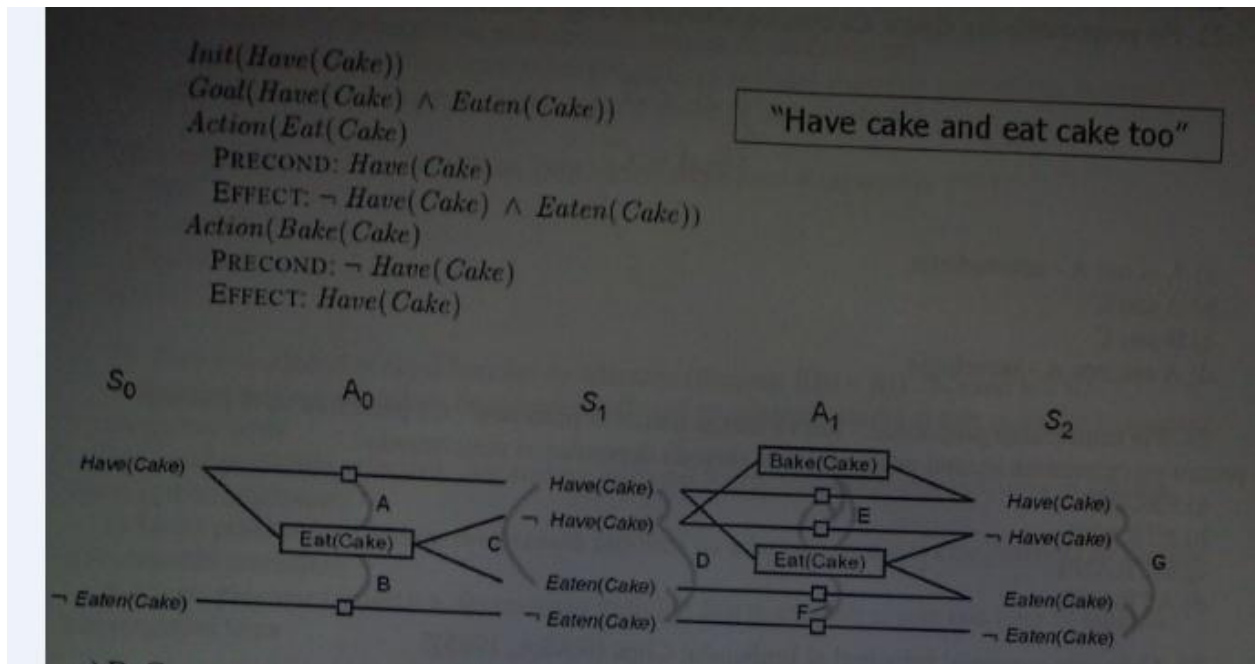 Init(Have(Cake))
Goal(Have(Cake) ∧ Eaten(Cake))
Action(Eat(Cake)
PRECOND: Have(Cake)
EFFECT: ¬ Have(Cake) ∧ Eaten(Cake))
Action(Bake(Cake)
PRECOND: ¬ Have(Cake)
EFFECT: Have(Cake)
"Have cake and eat cake too"
S0 A0 S1 A1 S2
Have(Cake)
¬ Eaten(Cake)
A
Eat(Cake)
B
C
Have(Cake)
¬ Have(Cake)
Eaten(Cake)
¬ Eaten(Cake)
D
Bake(Cake)
E
Eat(Cake)
F
Have(Cake)
¬ Have(Cake)
Eaten(Cake)
¬ Eaten(Cake)
G